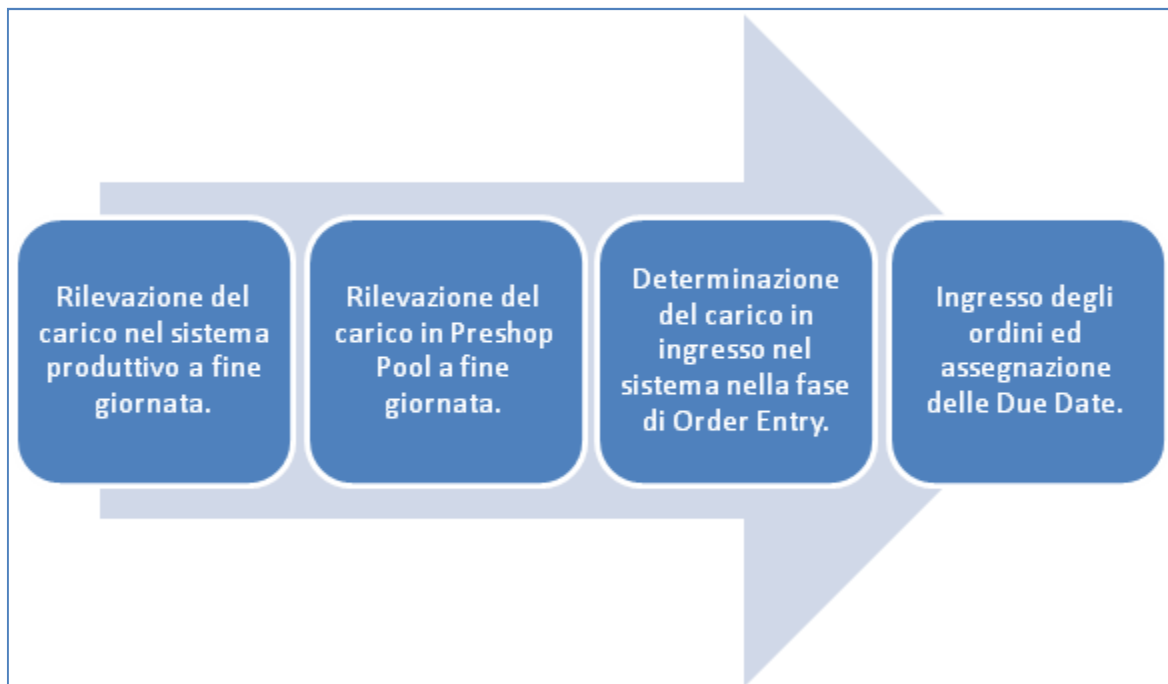 Rilevazione del
carico nel sistema
produttivo a fine
giornata.
Rilevazione del
carico in Preshop
Pool a fine
giornata.
Determinazione
del carico in
ingresso nel
sistema nella fase
di Order Entry.
Ingresso degli
ordini ed
assegnazione
delle Due Date.